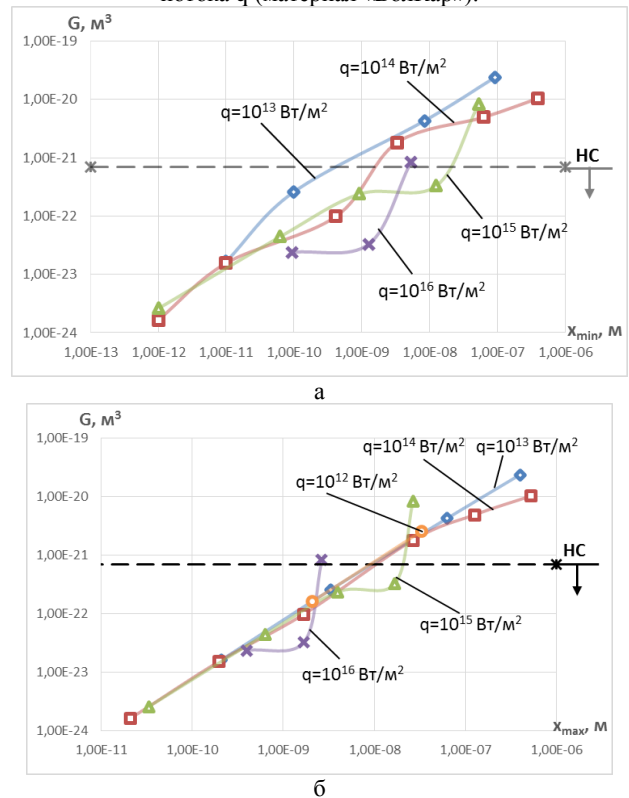 потока q (материал «ВолКар»).
G, м³
1,00E-19
1,00E-20
1,00E-21
1,00E-22
1,00E-23
1,00E-24
q=10¹⁴ Вт/м²
q=10¹³ Вт/м²
НС
q=10¹⁵ Вт/м²
q=10¹⁶ Вт/м²
xmin, м
1,00E-13 1,00E-12 1,00E-11 1,00E-10 1,00E-09 1,00E-08 1,00E-07 1,00E-06
а
G, м³
1,00E-19
1,00E-20
1,00E-21
1,00E-22
1,00E-23
1,00E-24
q=10¹⁴ Вт/м² q=10¹³ Вт/м²
q=10¹² Вт/м²
НС
q=10¹⁵ Вт/м²
q=10¹⁶ Вт/м²
xmax, м
1,00E-11 1,00E-10 1,00E-09 1,00E-08 1,00E-07 1,00E-06
б